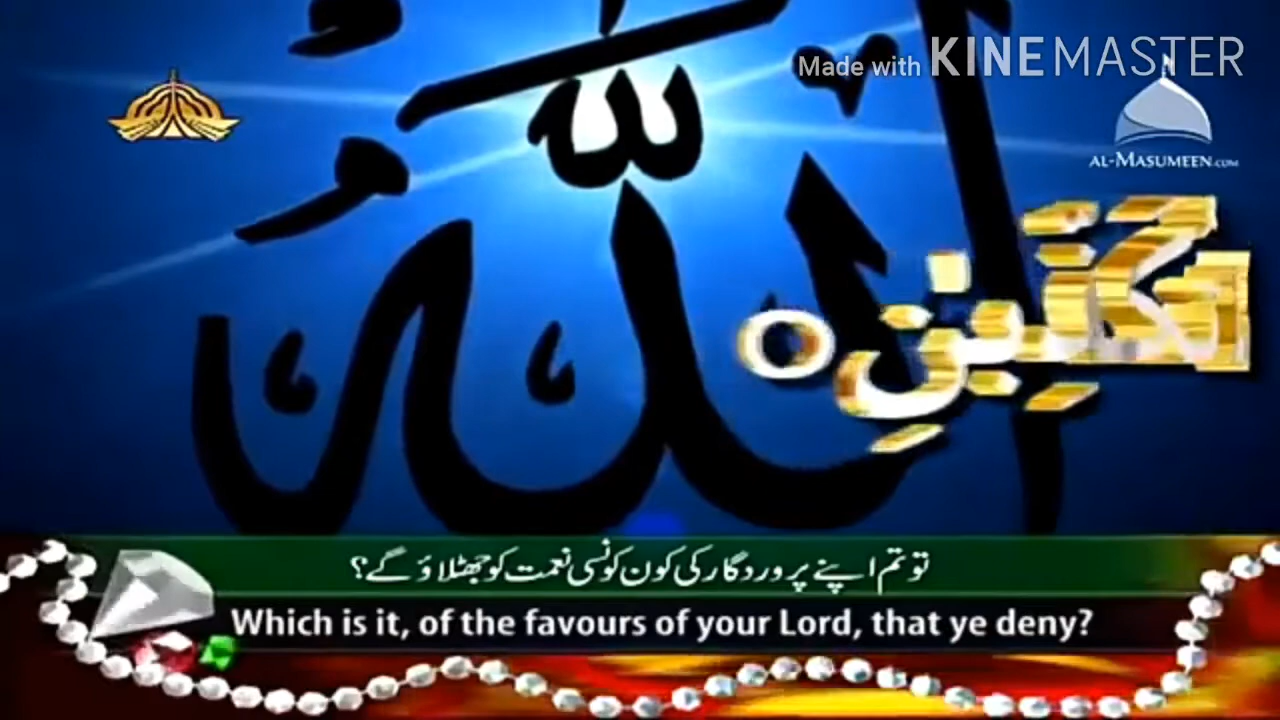 Made with KINEMASTER
AL-MASUMEEN.COM
اللّٰهُ
تو تم اپنے پروردگار کی کون کونسی نعمت کو جھٹلاؤ گے؟
Which is it, of the favours of your Lord, that ye deny?